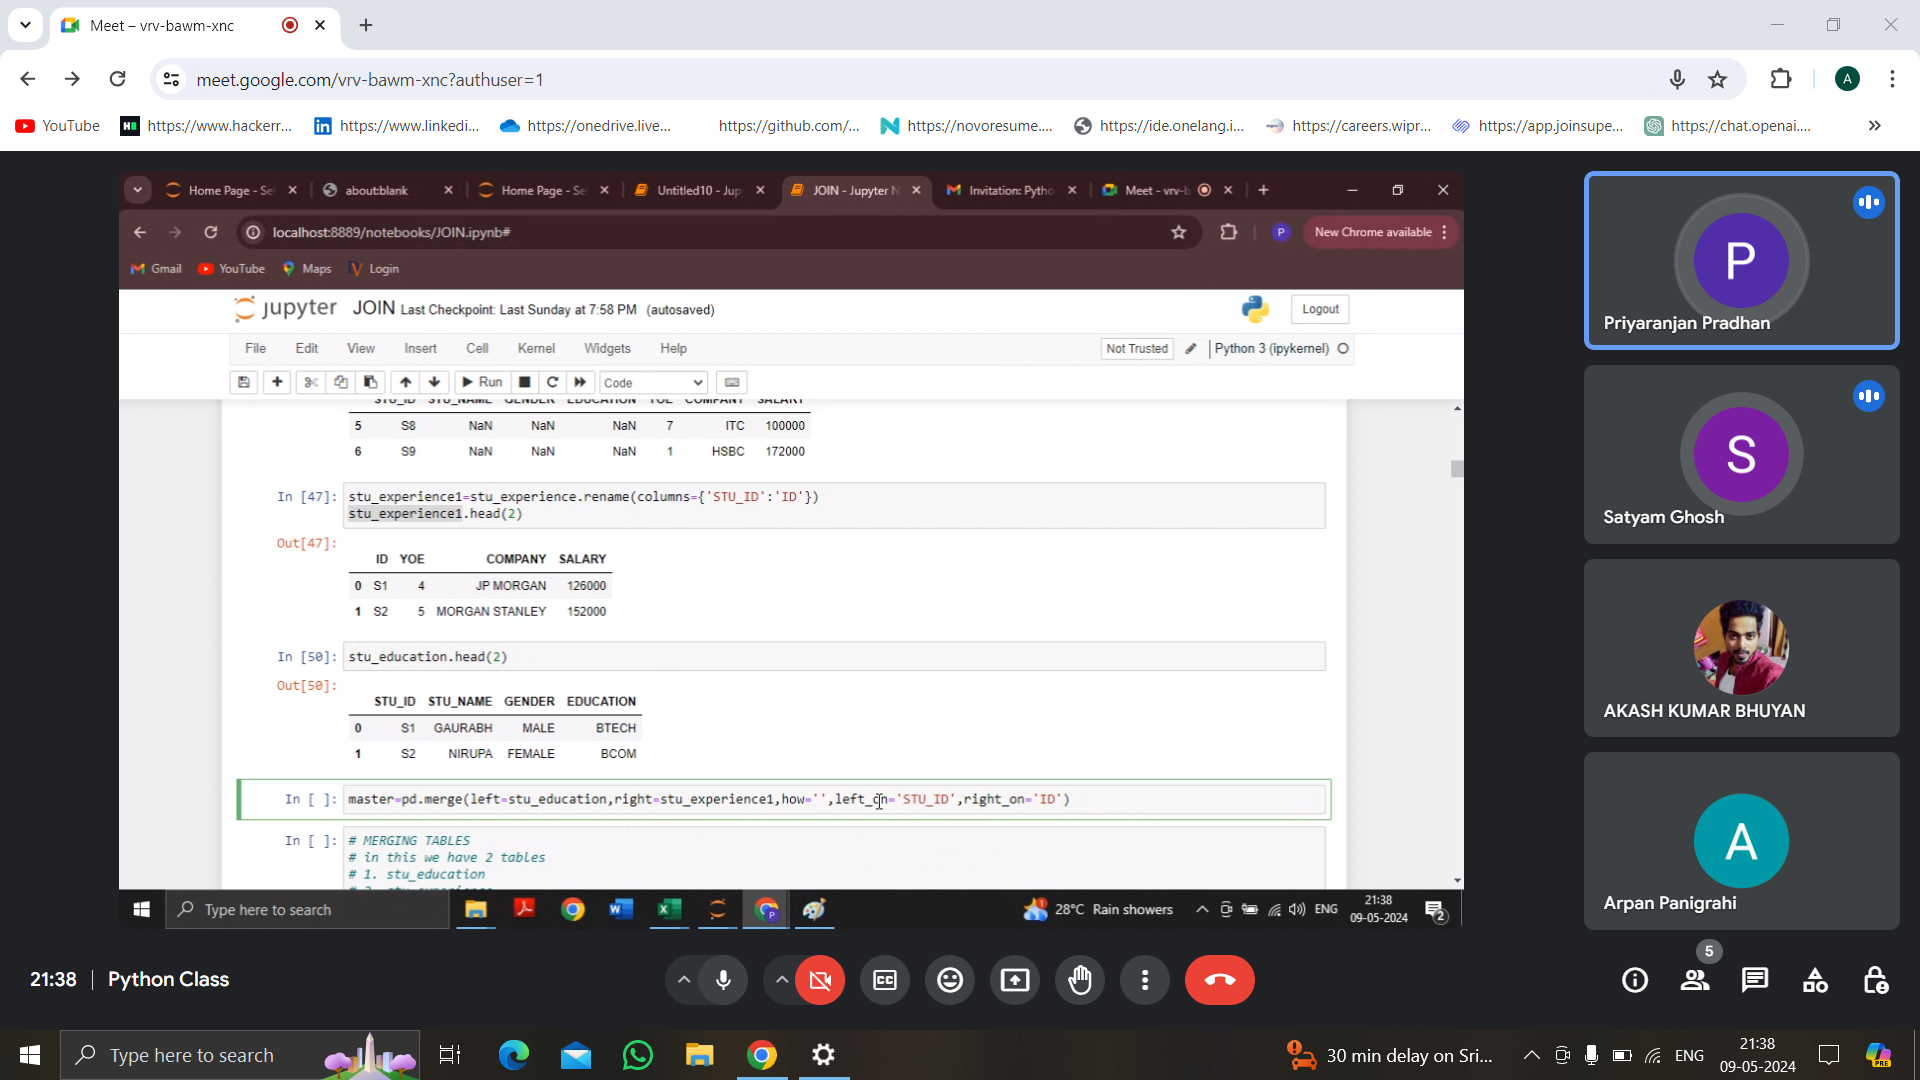 Meet – vrv-bawm-xnc
meet.google.com/vrv-bawm-xnc?authuser=1
A
YouTube
https://www.hackerr...
https://www.linkedi...
https://onedrive.live...
https://github.com/...
https://novoresume....
https://ide.onelang.i...
https://careers.wipr...
https://app.joinsupe...
https://chat.openai....
Home Page - Sel
about:blank
Home Page - Se
Untitled10 - Jup
JOIN - Jupyter N
Invitation: Pytho
Meet - vrv-b
localhost:8889/notebooks/JOIN.ipynb#
P
New Chrome available
Gmail
YouTube
Maps
Login
jupyter JOIN Last Checkpoint: Last Sunday at 7:58 PM (autosaved)
Logout
File Edit View Insert Cell Kernel Widgets Help
Not Trusted
Python 3 (ipykernel)
Run
Code
STU_ID STU_NAME GENDER EDUCATION YOE COMPANY SALARY
5 S8 NaN NaN NaN 7 ITC 100000
6 S9 NaN NaN NaN 1 HSBC 172000
In [47]: stu_experience1=stu_experience.rename(columns={'STU_ID':'ID'})
stu_experience1.head(2)
Out[47]:
ID YOE COMPANY SALARY
0 S1 4 JP MORGAN 126000
1 S2 5 MORGAN STANLEY 152000
In [50]: stu_education.head(2)
Out[50]:
STU_ID STU_NAME GENDER EDUCATION
0 S1 GAURABH MALE BTECH
1 S2 NIRUPA FEMALE BCOM
In [ ]: master=pd.merge(left=stu_education,right=stu_experience1,how='',left_on='STU_ID',right_on='ID')
In [ ]: # MERGING TABLES
# in this we have 2 tables
# 1. stu_education
Type here to search
28°C Rain showers
ENG
21:38
09-05-2024
2
P
Priyaranjan Pradhan
S
Satyam Ghosh
AKASH KUMAR BHUYAN
A
Arpan Panigrahi
21:38
Python Class
5
Type here to search
30 min delay on Sri...
ENG
21:38
09-05-2024
PRE